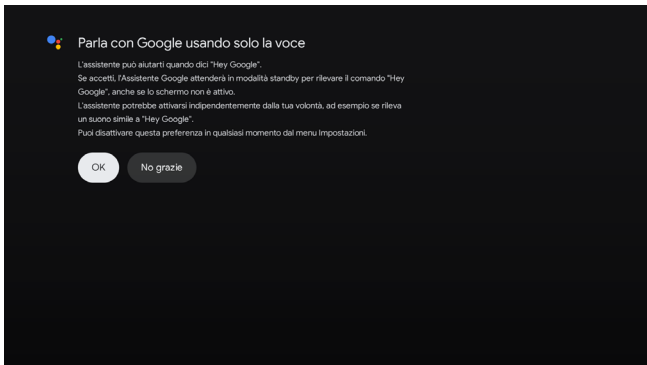 Parla con Google usando solo la voce
L'assistente può aiutarti quando dici "Hey Google".
Se accetti, l'Assistente Google attenderà in modalità standby per rilevare il comando "Hey
Google", anche se lo schermo non è attivo.
L'assistente potrebbe attivarsi indipendentemente dalla tua volontà, ad esempio se rileva
un suono simile a "Hey Google".
Puoi disattivare questa preferenza in qualsiasi momento dal menu Impostazioni.
OK
No grazie